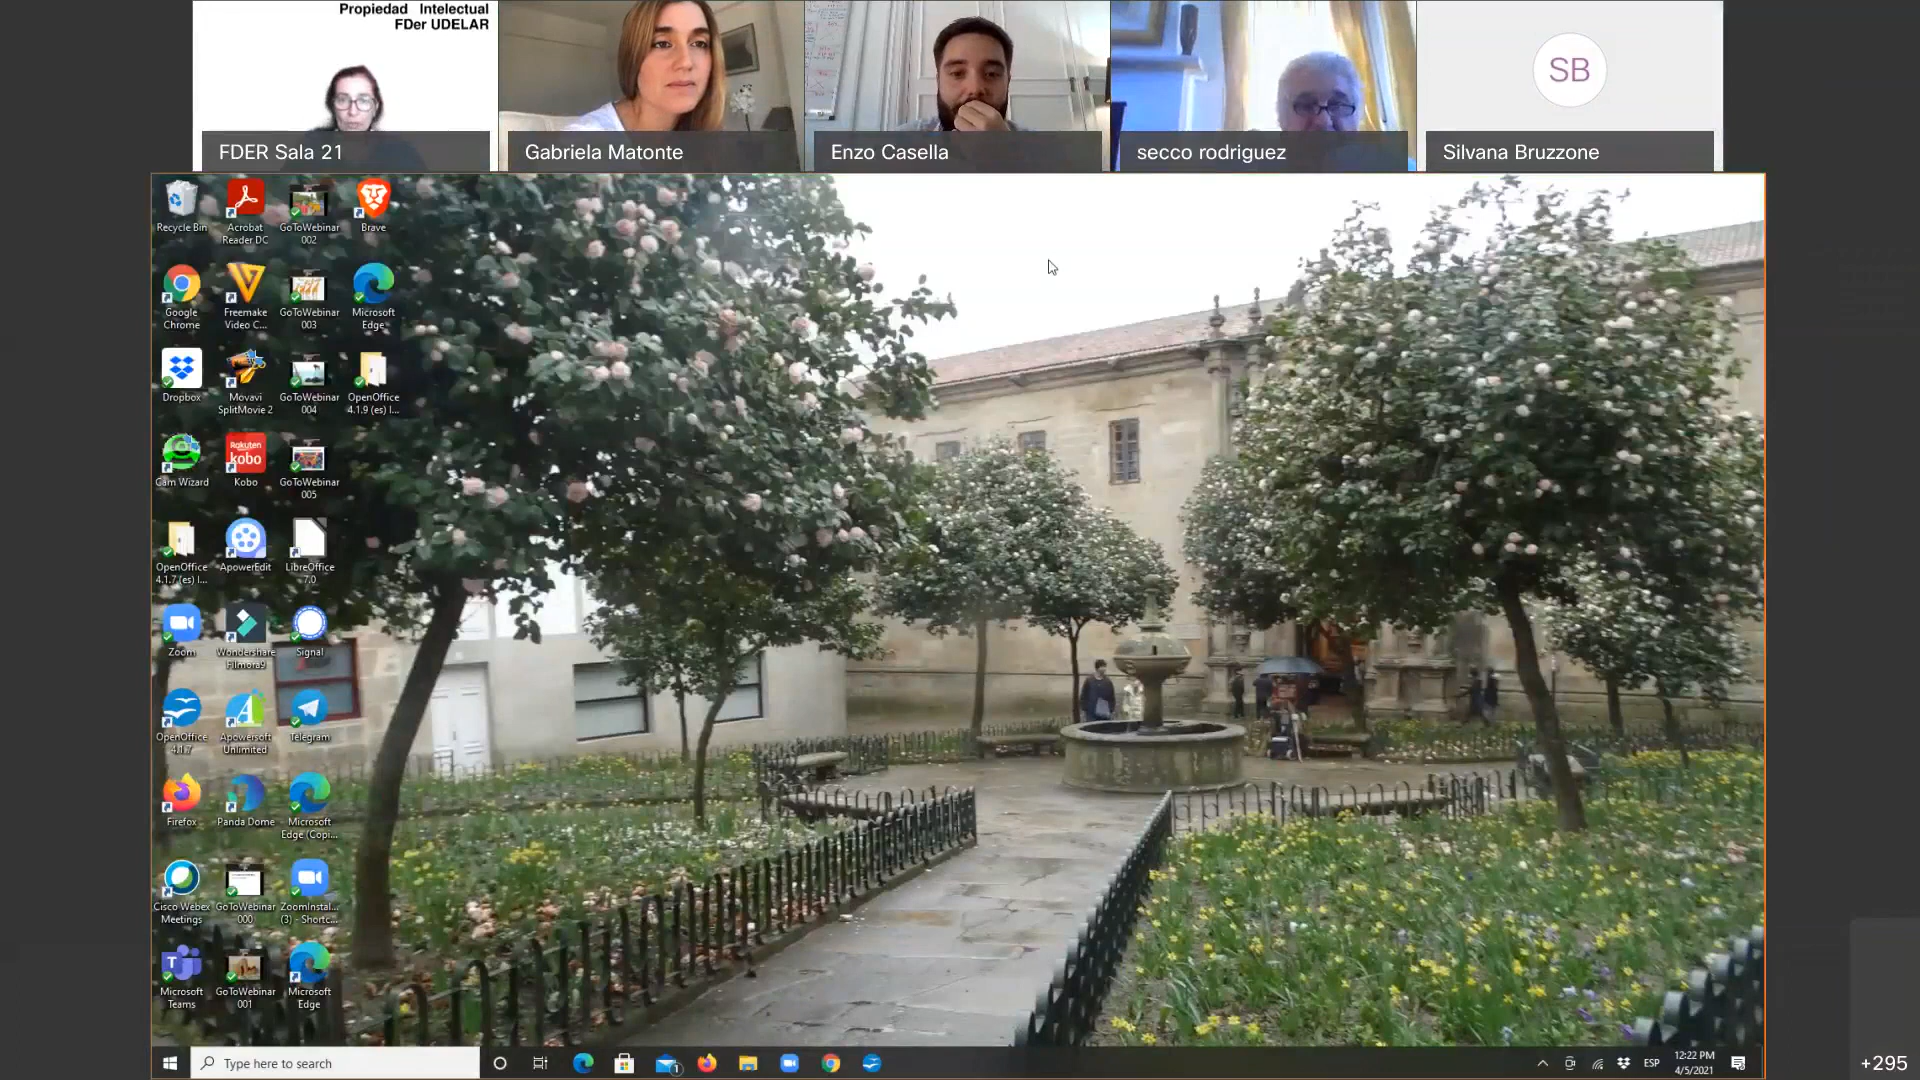 Propiedad Intelectual
FDer UDELAR
FDER Sala 21
Gabriela Matonte
Enzo Casella
secco rodriguez
SB
Silvana Bruzzone
Recycle Bin
Acrobat
Reader DC
GoToWebinar
002
Brave
Google
Chrome
Freemake
Video C...
GoToWebinar
003
Microsoft
Edge
Dropbox
Movavi
SplitMovie 2
GoToWebinar
004
OpenOffice
4.1.9 (es) I...
Cam Wizard
Rakuten
kobo
Kobo
GoToWebinar
005
OpenOffice
4.1.7 (es) I...
ApowerEdit
LibreOffice
7.0
Zoom
Wondershare
Filmora9
Signal
OpenOffice
4.1.7
Apowersoft
Unlimited
Telegram
Firefox
Panda Dome
Microsoft
Edge (Copi...
Cisco Webex
Meetings
GoToWebinar
000
ZoomInstal...
(3) - Shortc...
T
Microsoft
Teams
GoToWebinar
001
Microsoft
Edge
Type here to search
1
ESP
12:22 PM
4/5/2021
+295